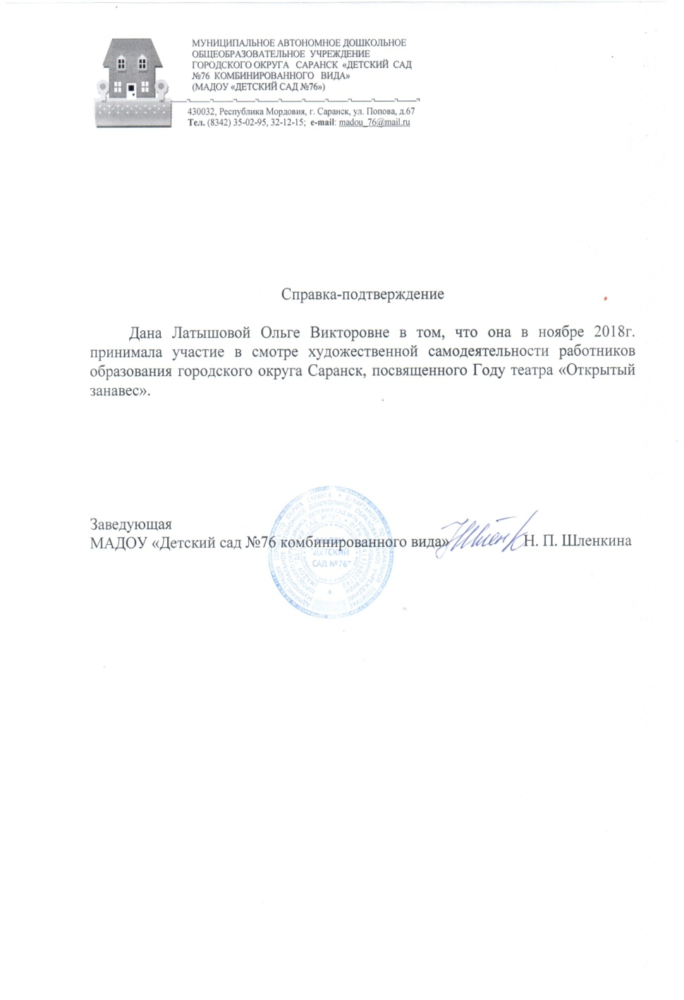 МУНИЦИПАЛЬНОЕ АВТОНОМНОЕ ДОШКОЛЬНОЕ
ОБЩЕОБРАЗОВАТЕЛЬНОЕ УЧРЕЖДЕНИЕ
ГОРОДСКОГО ОКРУГА САРАНСК «ДЕТСКИЙ САД
№76 КОМБИНИРОВАННОГО ВИДА»
(МАДОУ «ДЕТСКИЙ САД №76»)
430032, Республика Мордовия, г. Саранск, ул. Попова, д.67
Тел. (8342) 35-02-95, 32-12-15; e-mail: madou_76@mail.ru
Справка-подтверждение
Дана Латышовой Ольге Викторовне в том, что она в ноябре 2018г.
принимала участие в смотре художественной самодеятельности работников
образования городского округа Саранск, посвященного Году театра «Открытый
занавес».
Заведующая
МАДОУ «Детский сад №76 комбинированного вида» Н. П. Шленкина
ДЕТСКИЙ
САД №76"